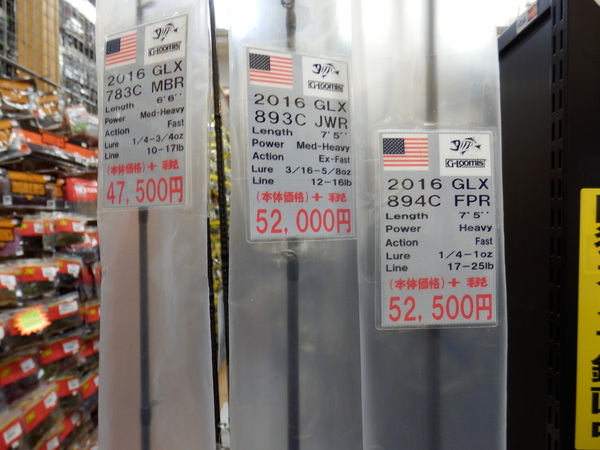 G-Loomis
2016 GLX
783C MBR
Length 6'6''
Power Med-Heavy
Action Fast
Lure 1/4-3/4oz
Line 10-17lb
(本体価格)+税
47,500円
G-Loomis
2016 GLX
893C JWR
Length 7'5''
Power Med-Heavy
Action Ex-Fast
Lure 3/16-5/8oz
Line 12-16lb
(本体価格)+税
52,000円
G-Loomis
2016 GLX
894C FPR
Length 7'5''
Power Heavy
Action Fast
Lure 1/4-1oz
Line 17-25lb
(本体価格)+税
52,500円